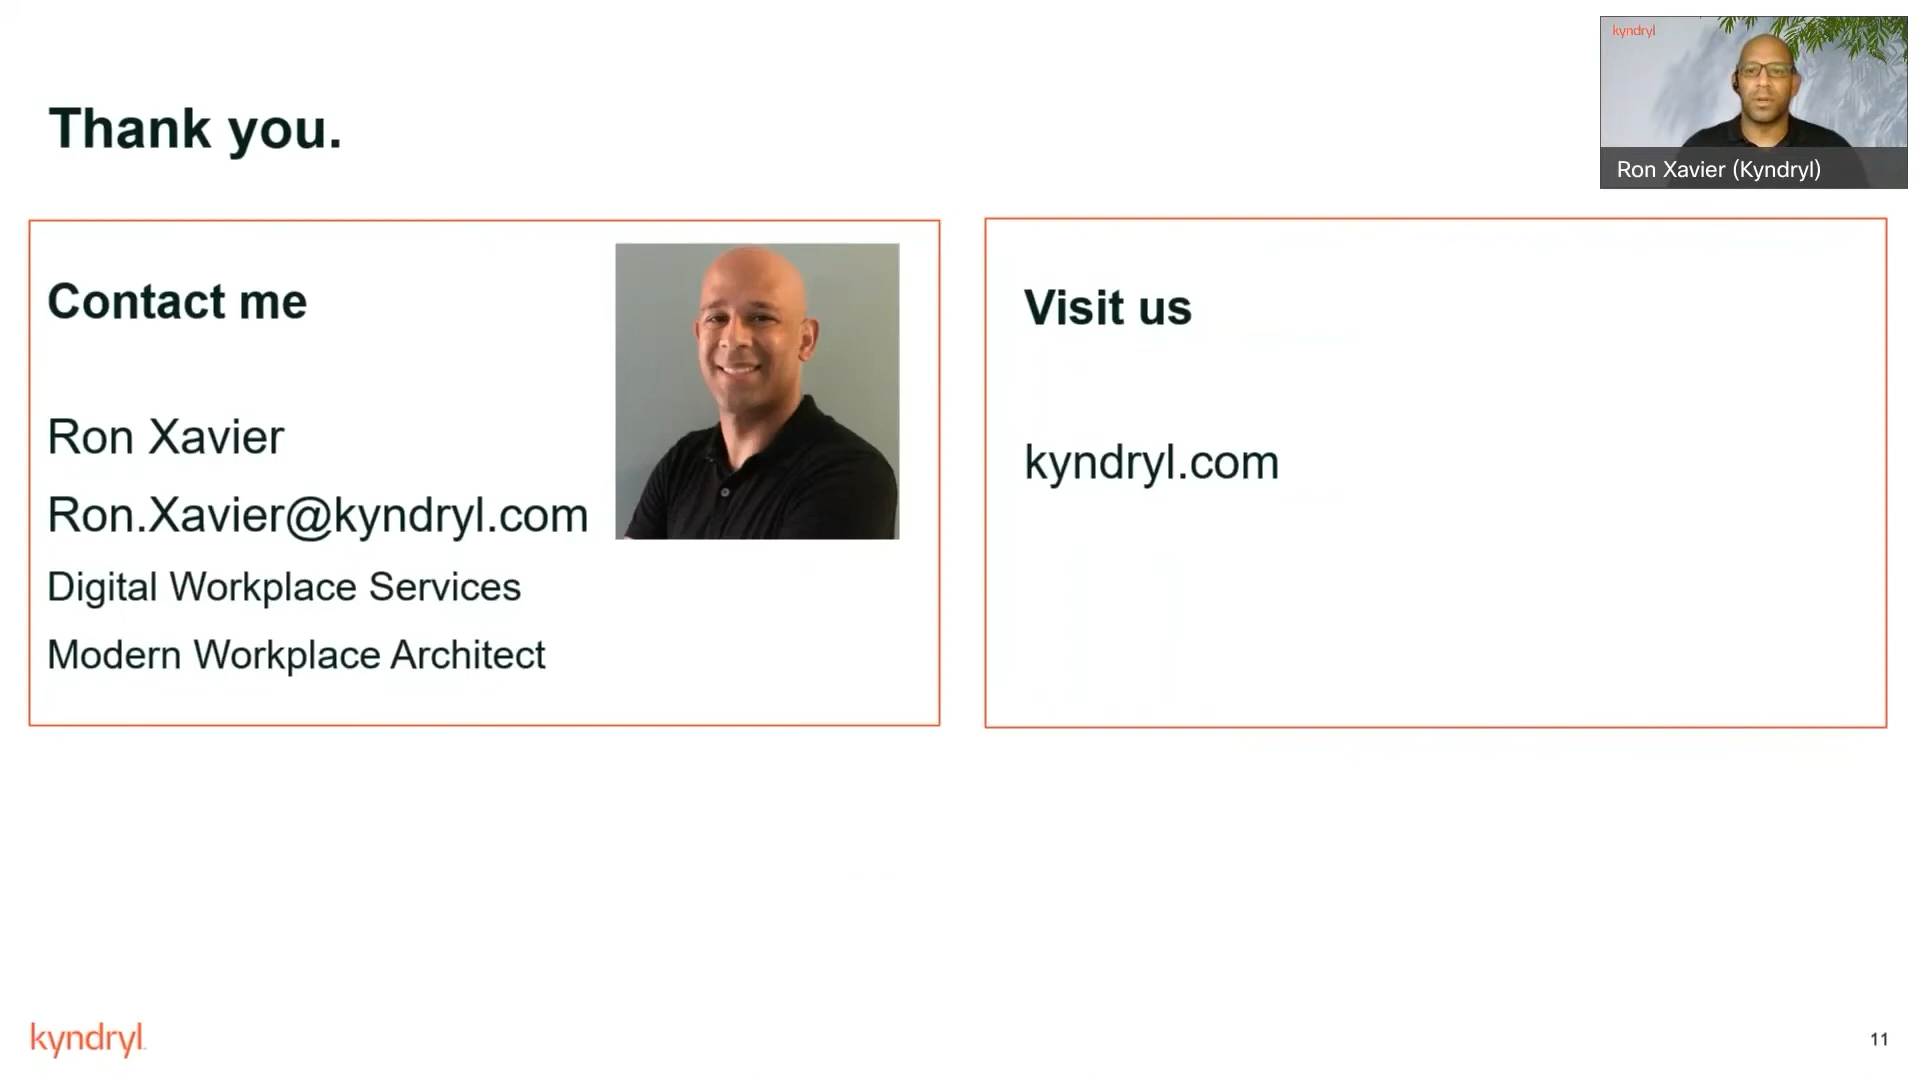 kyndryl
Ron Xavier (Kyndryl)
Thank you.
Contact me
Ron Xavier
Ron.Xavier@kyndryl.com
Digital Workplace Services
Modern Workplace Architect
Visit us
kyndryl.com
kyndryl
11